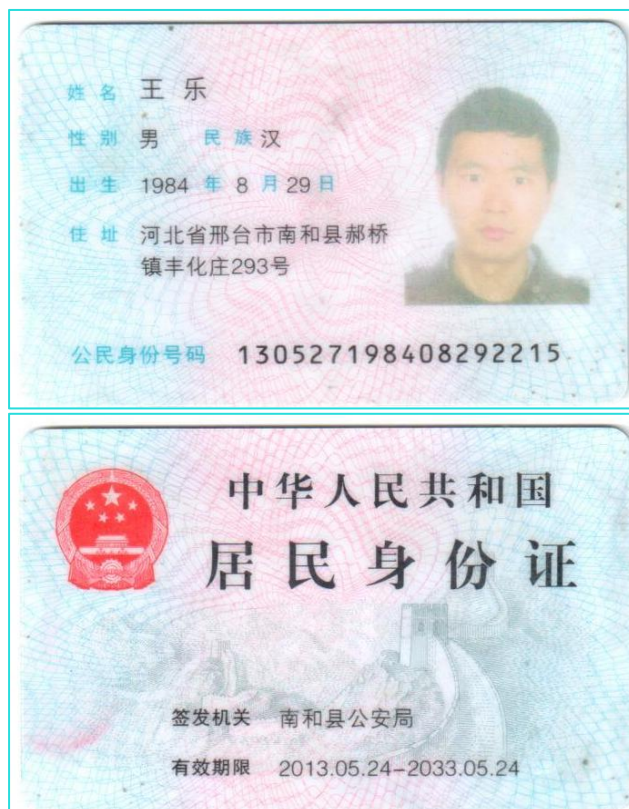 姓名 王乐
性别 男 民族 汉
出生 1984 年 8 月 29 日
住址 河北省邢台市南和县郝桥
镇丰化庄293号
公民身份号码 130527198408292215
中华人民共和国
居民身份证
签发机关 南和县公安局
有效期限 2013.05.24-2033.05.24